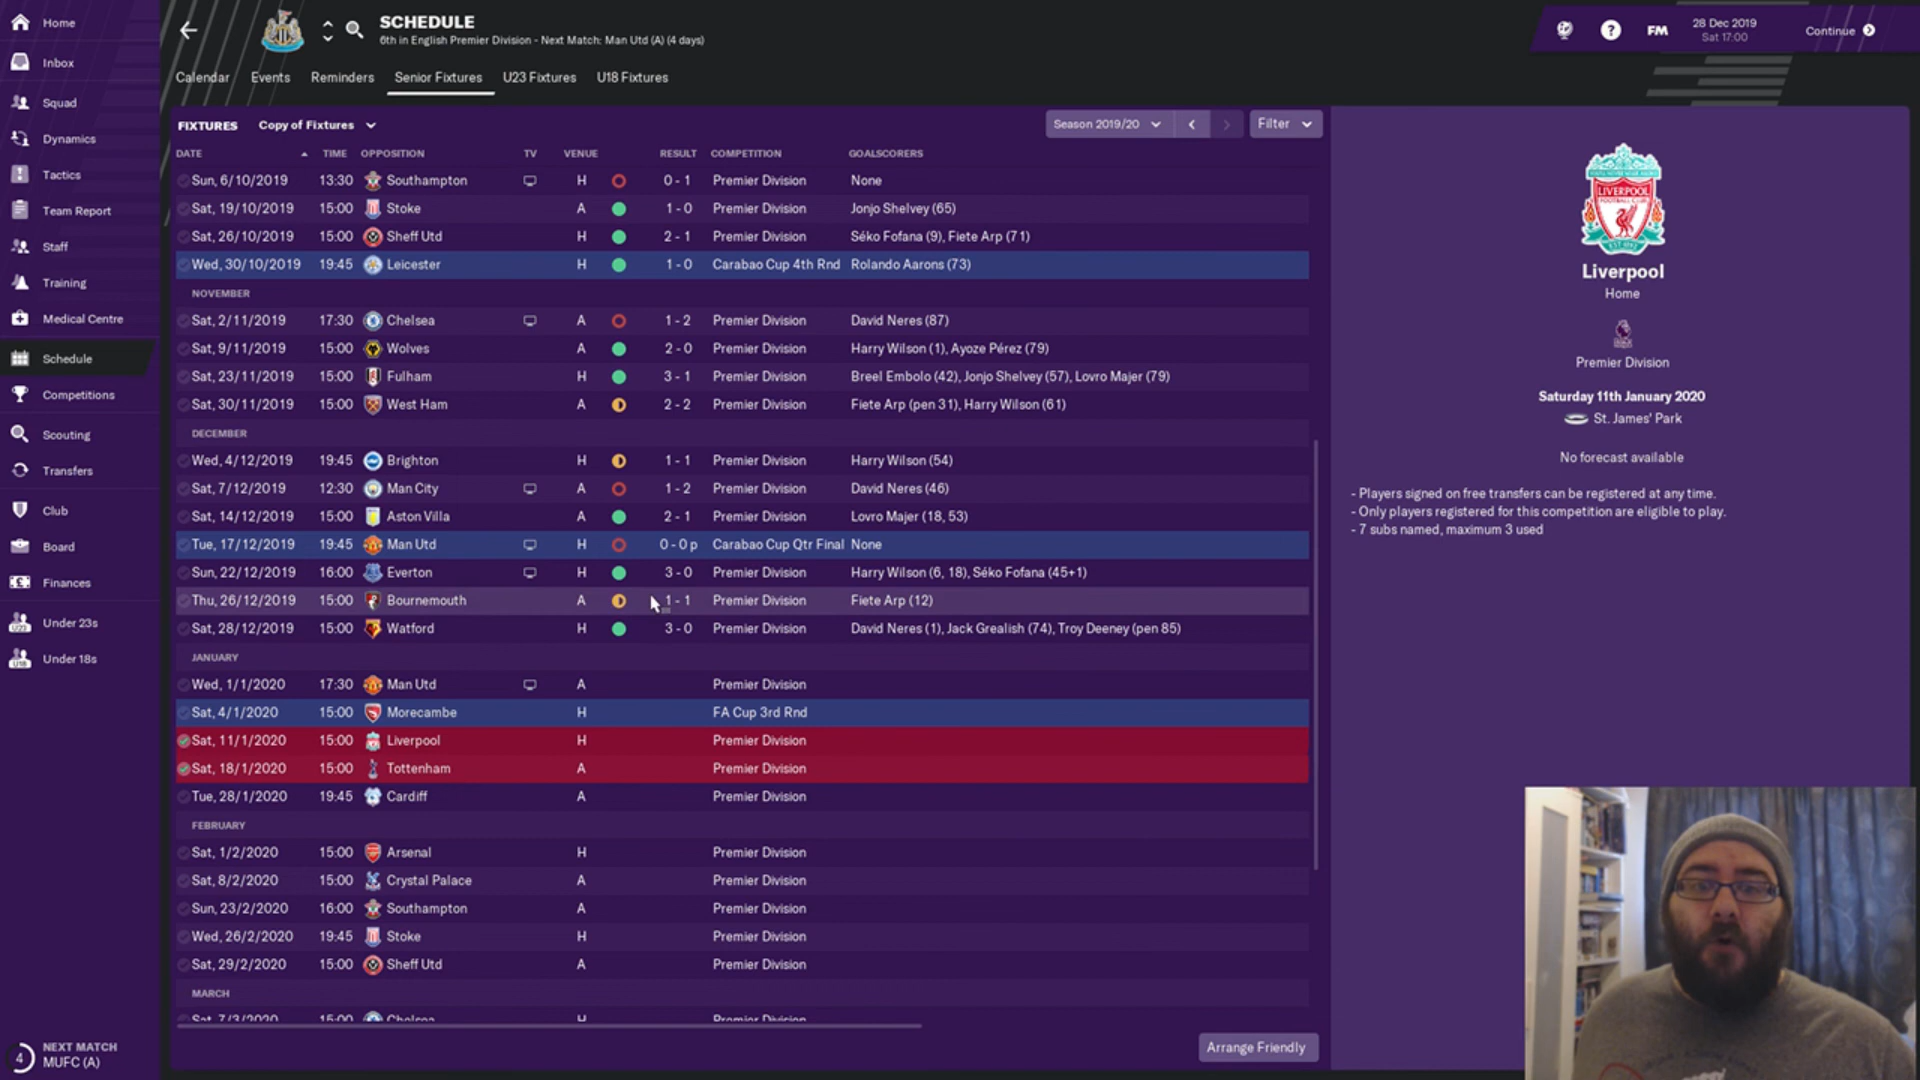 Home
Inbox
Squad
Dynamics
Tactics
Team Report
Staff
Training
Medical Centre
Schedule
Competitions
Scouting
Transfers
Club
Board
Finances
Under 23s
Under 18s
4 NEXT MATCH
MUFC (A)
SCHEDULE
6th in English Premier Division - Next Match: Man Utd (A) (4 days)
FM 28 Dec 2019
Sat 17:00
Continue
Calendar Events Reminders Senior Fixtures U23 Fixtures U18 Fixtures
FIXTURES Copy of Fixtures Season 2019/20 Filter
DATE TIME OPPOSITION TV VENUE RESULT COMPETITION GOALSCORERS
Sun, 6/10/2019 13:30 Southampton H 0 - 1 Premier Division None
Sat, 19/10/2019 15:00 Stoke A 1 - 0 Premier Division Jonjo Shelvey (65)
Sat, 26/10/2019 15:00 Sheff Utd H 2 - 1 Premier Division Séko Fofana (9), Fiete Arp (71)
Wed, 30/10/2019 19:45 Leicester H 1 - 0 Carabao Cup 4th Rnd Rolando Aarons (73)
NOVEMBER
Sat, 2/11/2019 17:30 Chelsea A 1 - 2 Premier Division David Neres (87)
Sat, 9/11/2019 15:00 Wolves A 2 - 0 Premier Division Harry Wilson (1), Ayoze Pérez (79)
Sat, 23/11/2019 15:00 Fulham H 3 - 1 Premier Division Breel Embolo (42), Jonjo Shelvey (57), Lovro Majer (79)
Sat, 30/11/2019 15:00 West Ham A 2 - 2 Premier Division Fiete Arp (pen 31), Harry Wilson (61)
DECEMBER
Wed, 4/12/2019 19:45 Brighton H 1 - 1 Premier Division Harry Wilson (54)
Sat, 7/12/2019 12:30 Man City A 1 - 2 Premier Division David Neres (46)
Sat, 14/12/2019 15:00 Aston Villa A 2 - 1 Premier Division Lovro Majer (18, 53)
Tue, 17/12/2019 19:45 Man Utd H 0 - 0 p Carabao Cup Qtr Final None
Sun, 22/12/2019 16:00 Everton H 3 - 0 Premier Division Harry Wilson (6, 18), Séko Fofana (45+1)
Thu, 26/12/2019 15:00 Bournemouth A 1 - 1 Premier Division Fiete Arp (12)
Sat, 28/12/2019 15:00 Watford H 3 - 0 Premier Division David Neres (1), Jack Grealish (74), Troy Deeney (pen 85)
JANUARY
Wed, 1/1/2020 17:30 Man Utd A Premier Division
Sat, 4/1/2020 15:00 Morecambe H FA Cup 3rd Rnd
Sat, 11/1/2020 15:00 Liverpool H Premier Division
Sat, 18/1/2020 15:00 Tottenham A Premier Division
Tue, 28/1/2020 19:45 Cardiff A Premier Division
FEBRUARY
Sat, 1/2/2020 15:00 Arsenal H Premier Division
Sat, 8/2/2020 15:00 Crystal Palace A Premier Division
Sun, 23/2/2020 16:00 Southampton A Premier Division
Wed, 26/2/2020 19:45 Stoke H Premier Division
Sat, 29/2/2020 15:00 Sheff Utd A Premier Division
MARCH
Sat, 7/3/2020 15:00 Chelsea H Premier Division
Arrange Friendly
LIVERPOOL
FOOTBALL CLUB
Liverpool
Home
Premier Division
Saturday 11th January 2020
St. James' Park
No forecast available
- Players signed on free transfers can be registered at any time.
- Only players registered for this competition are eligible to play.
- 7 subs named, maximum 3 used